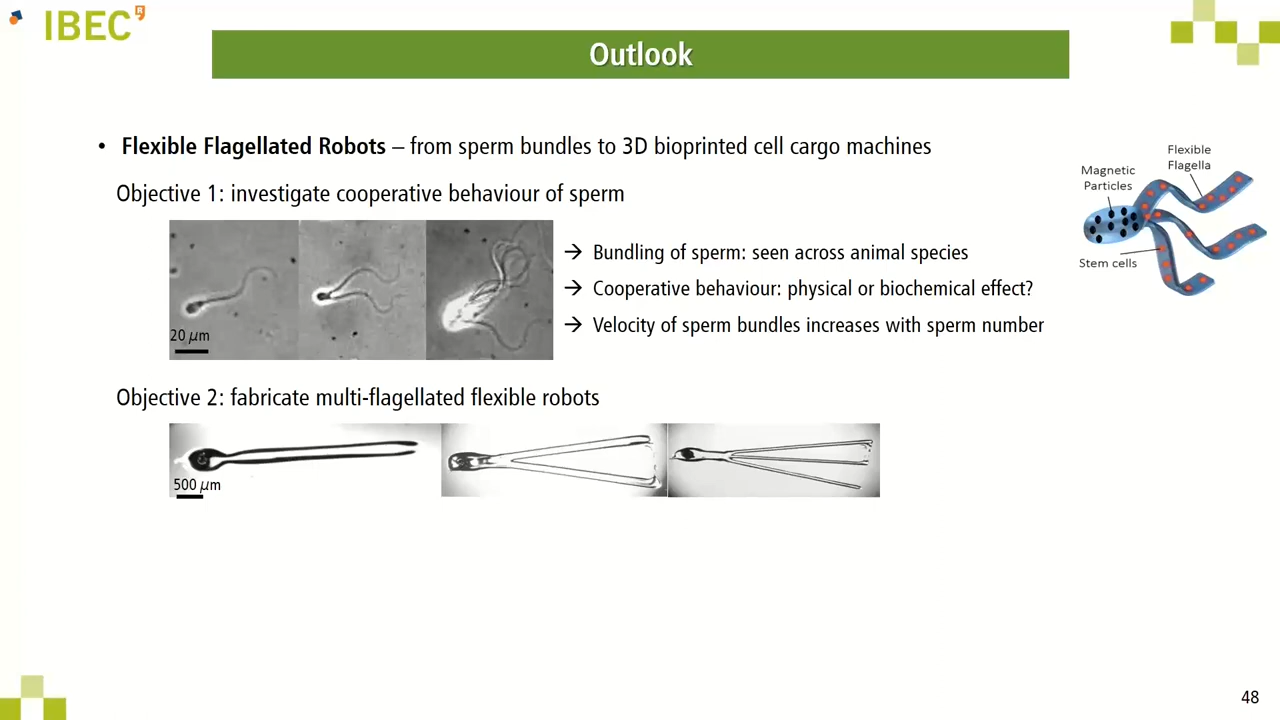 IBEC
Outlook
• Flexible Flagellated Robots – from sperm bundles to 3D bioprinted cell cargo machines
Objective 1: investigate cooperative behaviour of sperm
20 µm
→ Bundling of sperm: seen across animal species
→ Cooperative behaviour: physical or biochemical effect?
→ Velocity of sperm bundles increases with sperm number
Flexible
Flagella
Magnetic
Particles
Stem cells
Objective 2: fabricate multi-flagellated flexible robots
500 µm
48